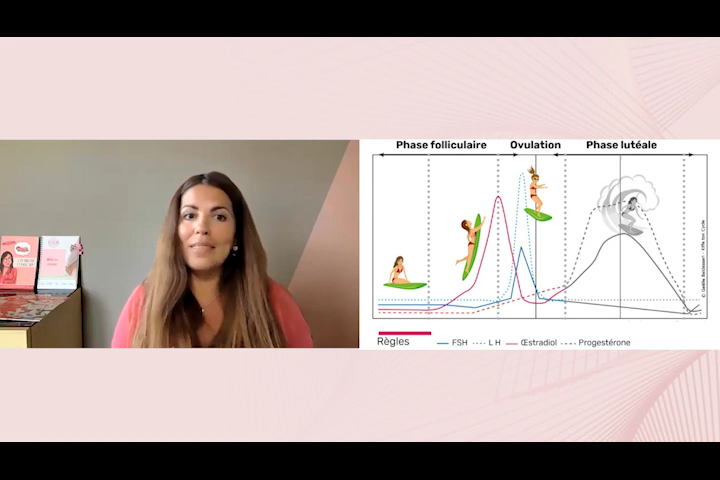 Phase folliculaire Ovulation Phase lutéale
Règles
FSH L H Œstradiol Progestérone